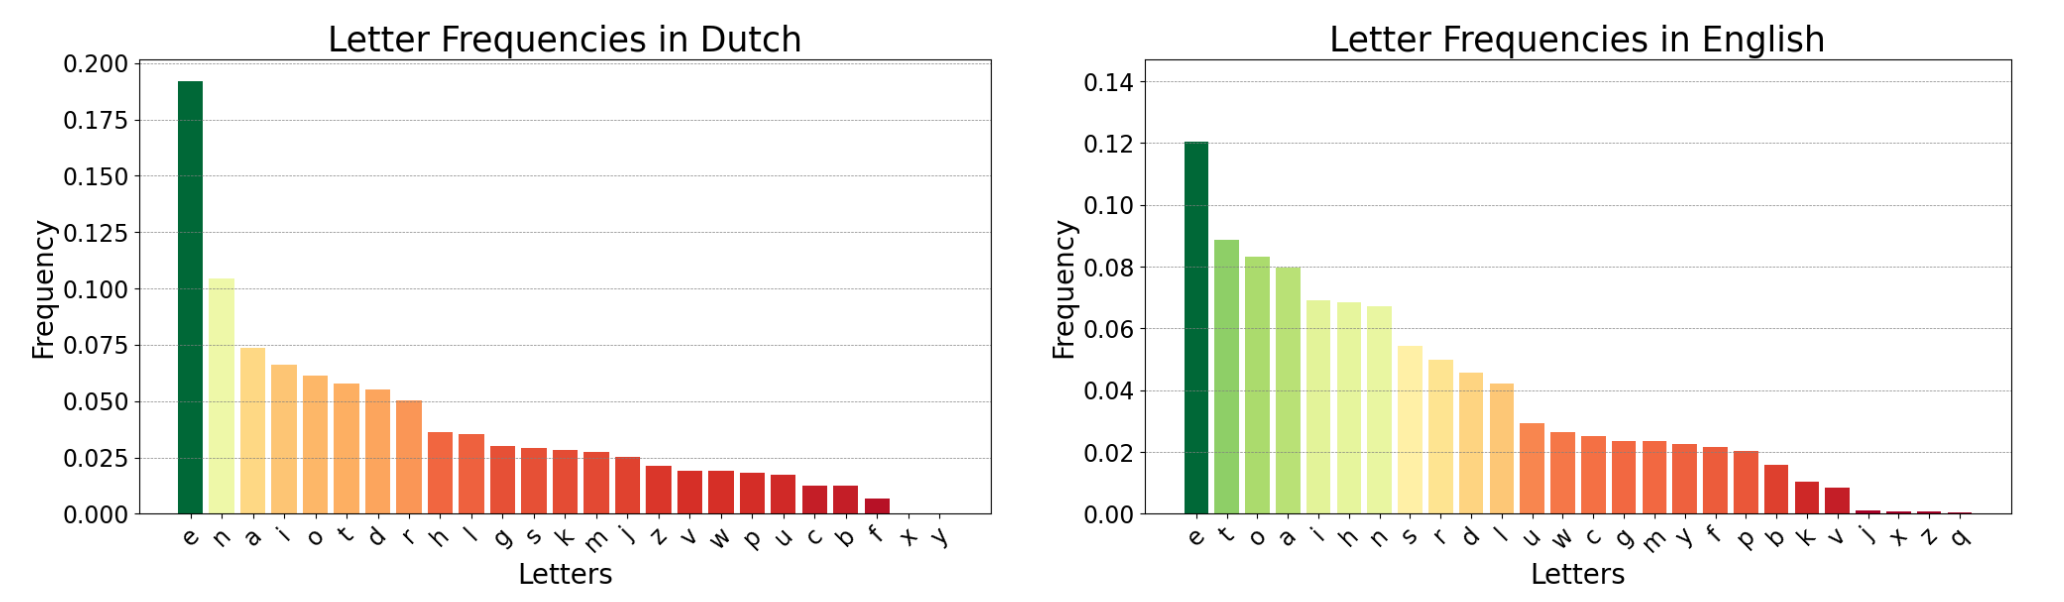 Letter Frequencies in Dutch
0.200
0.175
0.150
0.125
0.100
0.075
0.050
0.025
0.000
Frequency
e n a i o t d r h l g s k m j z v w p u c b f x y
Letters
Letter Frequencies in English
0.14
0.12
0.10
0.08
0.06
0.04
0.02
0.00
Frequency
e t o a i h n s r d l u w c g m y f p b k v j x z q
Letters